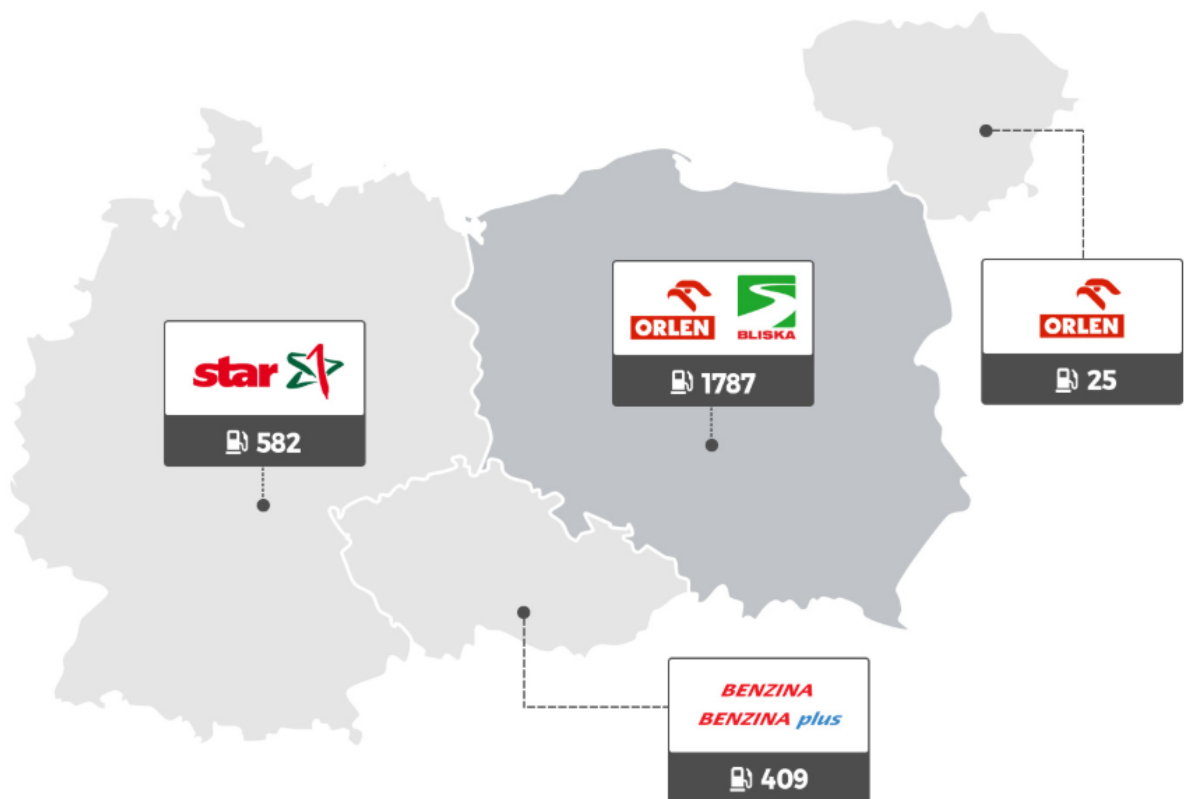 star
582
ORLEN
BLISKA
1787
ORLEN
25
BENZINA
BENZINA plus
409